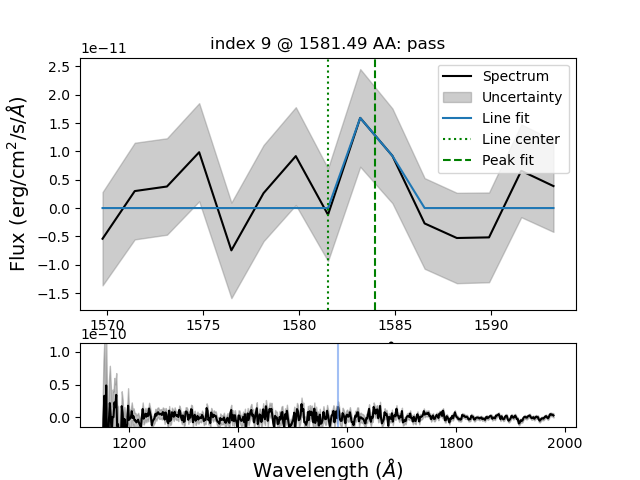 index 9 @ 1581.49 AA: pass
1e−11
2.5
2.0
1.5
1.0
0.5
0.0
−0.5
−1.0
−1.5
Flux (erg/cm²/s/Å)
Spectrum
Uncertainty
Line fit
Line center
Peak fit
1570 1575 1580 1585 1590
1e−10
1.0
0.5
0.0
1200 1400 1600 1800 2000
Wavelength (Å)